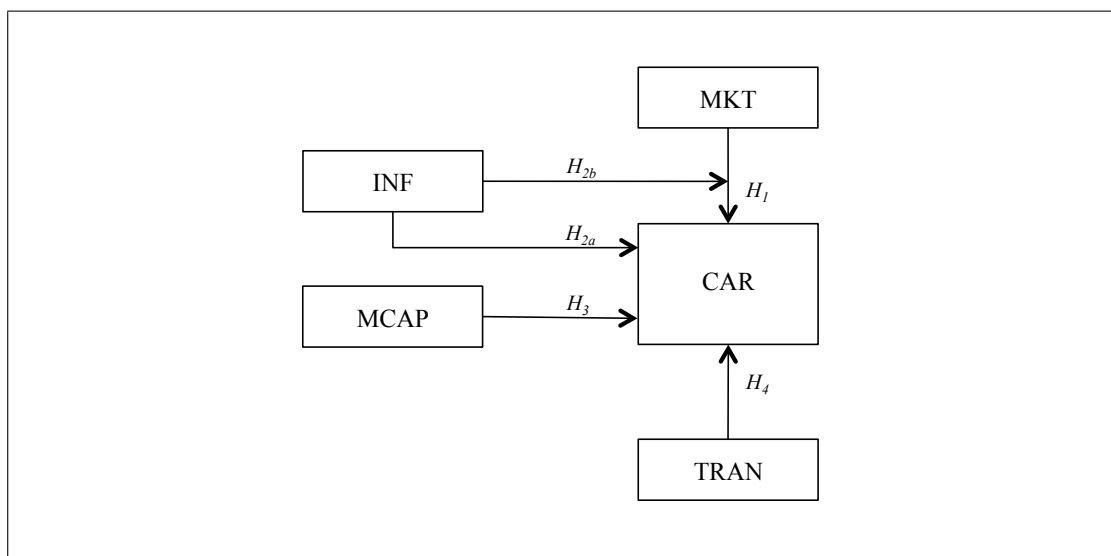 MKT
INF
H2b
H1
H2a
CAR
MCAP
H3
H4
TRAN